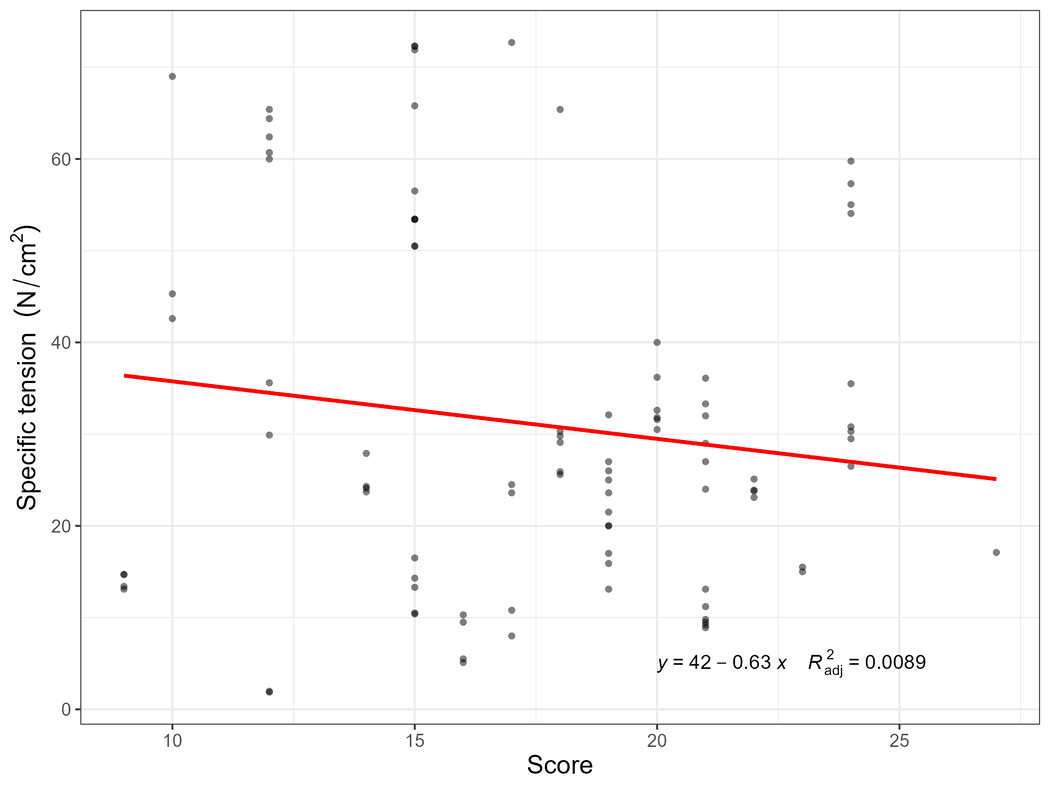 Specific tension (N/cm²)
60
40
20
0
y = 42 − 0.63 x R²adj = 0.0089
10 15 20 25
Score